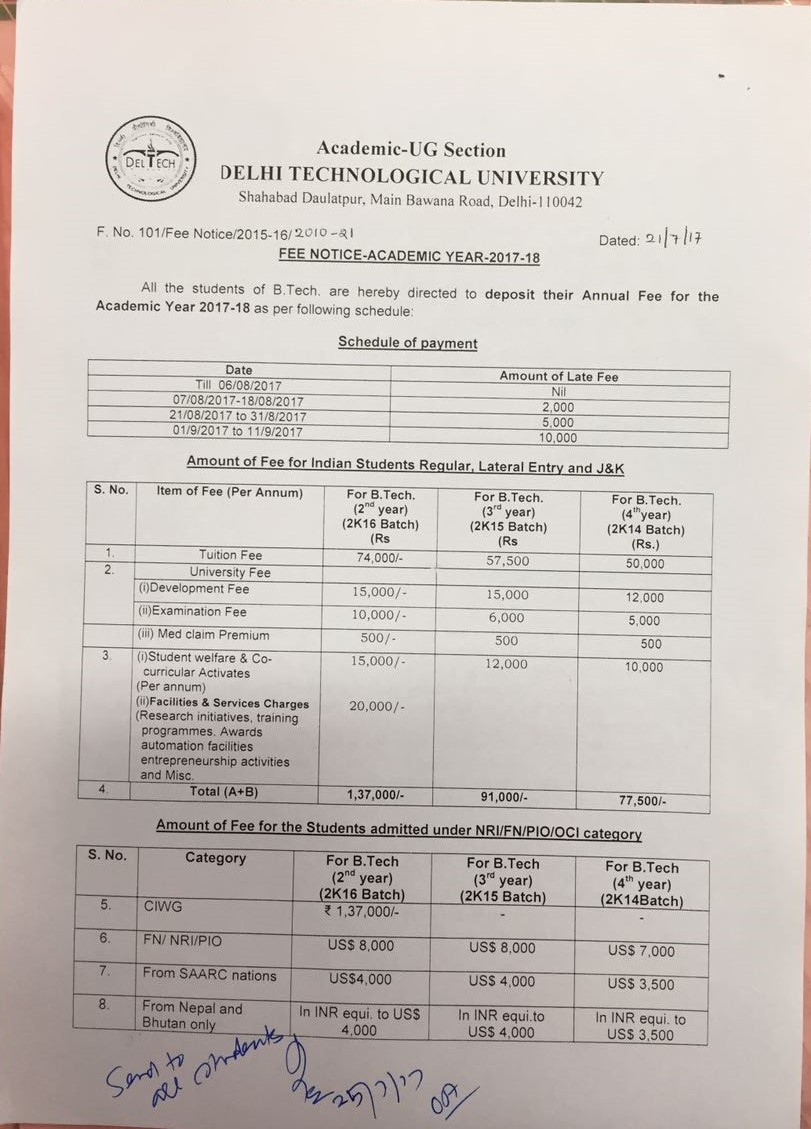 DELTECH
Academic-UG Section
DELHI TECHNOLOGICAL UNIVERSITY
Shahabad Daulatpur, Main Bawana Road, Delhi-110042
F. No. 101/Fee Notice/2015-16/2010-21
Dated: 21/7/17
FEE NOTICE-ACADEMIC YEAR-2017-18
All the students of B.Tech. are hereby directed to deposit their Annual Fee for the
Academic Year 2017-18 as per following schedule:
Schedule of payment
Date Amount of Late Fee
Till 06/08/2017 Nil
07/08/2017-18/08/2017 2,000
21/08/2017 to 31/8/2017 5,000
01/9/2017 to 11/9/2017 10,000
Amount of Fee for Indian Students Regular, Lateral Entry and J&K
S. No. Item of Fee (Per Annum) For B.Tech. For B.Tech. For B.Tech.
(2nd year) (3rd year) (4th year)
(2K16 Batch) (2K15 Batch) (2K14 Batch)
(Rs (Rs (Rs.)
1. Tuition Fee 74,000/- 57,500 50,000
2. University Fee
(i)Development Fee 15,000/- 15,000 12,000
(ii)Examination Fee 10,000/- 6,000 5,000
(iii) Med claim Premium 500/- 500 500
3. (i)Student welfare & Co- 15,000/- 12,000 10,000
curricular Activates
(Per annum)
(ii)Facilities & Services Charges 20,000/-
(Research initiatives, training
programmes. Awards
automation facilities
entrepreneurship activities
and Misc.
4. Total (A+B) 1,37,000/- 91,000/- 77,500/-
Amount of Fee for the Students admitted under NRI/FN/PIO/OCI category
S. No. Category For B.Tech For B.Tech For B.Tech
(2nd year) (3rd year) (4th year)
(2K16 Batch) (2K15 Batch) (2K14Batch)
5. CIWG ₹ 1,37,000/- - -
6. FN/ NRI/PIO US$ 8,000 US$ 8,000 US$ 7,000
7. From SAARC nations US$4,000 US$ 4,000 US$ 3,500
8. From Nepal and In INR equi. to US$ In INR equi.to In INR equi. to
Bhutan only 4,000 US$ 4,000 US$ 3,500
Send to
all students